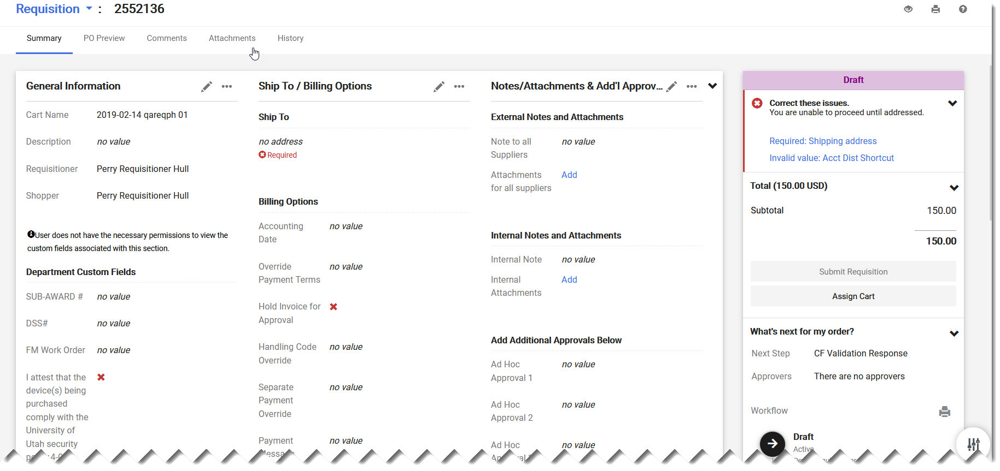 Requisition : 2552136
Summary PO Preview Comments Attachments History
General Information
Cart Name 2019-02-14 qareqph 01
Description no value
Requisitioner Perry Requisitioner Hull
Shopper Perry Requisitioner Hull
User does not have the necessary permissions to view the
custom fields associated with this section.
Department Custom Fields
SUB-AWARD # no value
DSS# no value
FM Work Order no value
I attest that the
device(s) being
purchased
comply with the
University of
Utah security
Ship To / Billing Options
Ship To
no address
Required
Billing Options
Accounting no value
Date
Override no value
Payment Terms
Hold Invoice for
Approval
Handling Code no value
Override
Separate no value
Payment
Override
Payment no value
Notes/Attachments & Add'l Approv...
External Notes and Attachments
Note to all no value
Suppliers
Attachments Add
for all suppliers
Internal Notes and Attachments
Internal Note no value
Internal Add
Attachments
Add Additional Approvals Below
Ad Hoc no value
Approval 1
Ad Hoc no value
Approval 2
Ad Hoc no value
Draft
Correct these issues.
You are unable to proceed until addressed.
Required: Shipping address
Invalid value: Acct Dist Shortcut
Total (150.00 USD)
Subtotal 150.00
150.00
Submit Requisition
Assign Cart
What's next for my order?
Next Step CF Validation Response
Approvers There are no approvers
Workflow
Draft
Active